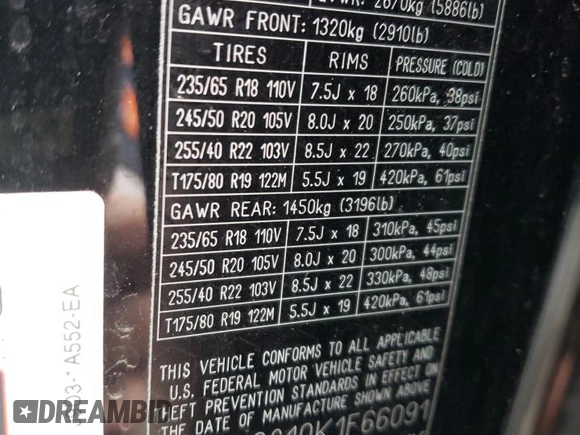 GVWR: 2670kg (5886lb)
GAWR FRONT: 1320kg (2910lb)
TIRES RIMS PRESSURE (COLD)
235/65 R18 110V 7.5J x 18 260kPa, 38psi
245/50 R20 105V 8.0J x 20 250kPa, 37psi
255/40 R22 103V 8.5J x 22 270kPa, 40psi
T175/80 R19 122M 5.5J x 19 420kPa, 61psi
GAWR REAR: 1450kg (3196lb)
235/65 R18 110V 7.5J x 18 310kPa, 45psi
245/50 R20 105V 8.0J x 20 300kPa, 44psi
255/40 R22 103V 8.5J x 22 330kPa, 48psi
T175/80 R19 122M 5.5J x 19 420kPa, 61psi
THIS VEHICLE CONFORMS TO ALL APPLICABLE
U.S. FEDERAL MOTOR VEHICLE SAFETY AND
THEFT PREVENTION STANDARDS IN EFFECT ON
THE DATE OF MANUFACTURE SHOWN ABOVE
A552-EA
RIDESAFELY